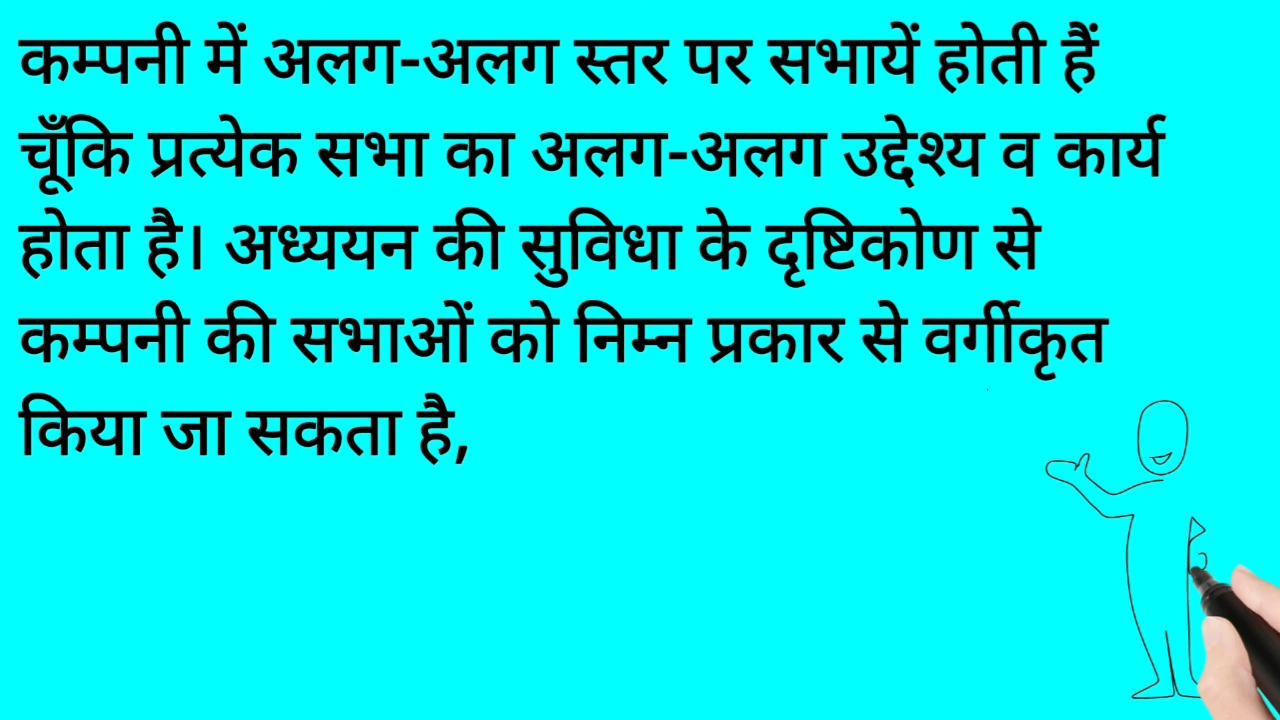 कम्पनी में अलग-अलग स्तर पर सभायें होती हैं
चूँकि प्रत्येक सभा का अलग-अलग उद्देश्य व कार्य
होता है। अध्ययन की सुविधा के दृष्टिकोण से
कम्पनी की सभाओं को निम्न प्रकार से वर्गीकृत
किया जा सकता है,